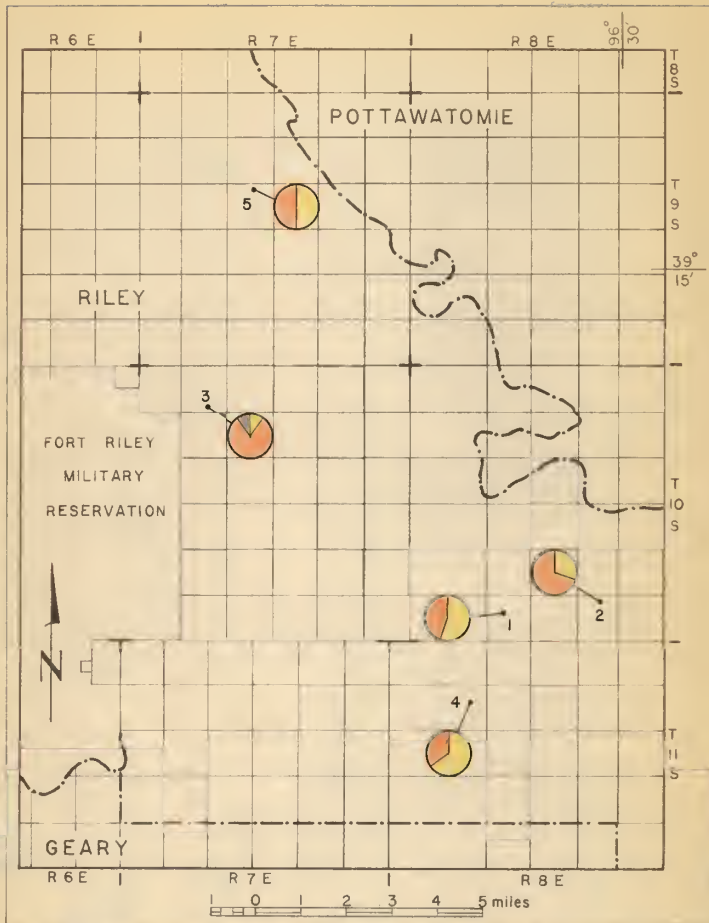 R 6 E
R 7 E
R 8 E
96° 30'
T 8 S
POTTAWATOMIE
T 9 S
5
39° 15'
RILEY
3
FORT RILEY
MILITARY
RESERVATION
T 10 S
1
2
N
4
T 11 S
GEARY
R 6 E
R 7 E
R 8 E
1 0 1 2 3 4 5 miles